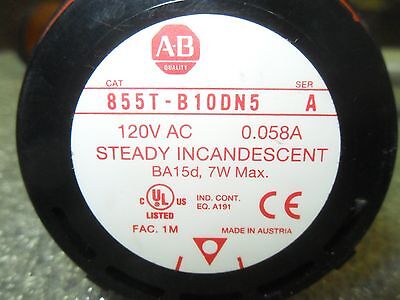 A-B
QUALITY
CAT SER
855T-B10DN5 A
120V AC 0.058A
STEADY INCANDESCENT
BA15d, 7W Max.
C UL US
LISTED
IND. CONT.
EQ. A191
CE
FAC. 1M
MADE IN AUSTRIA